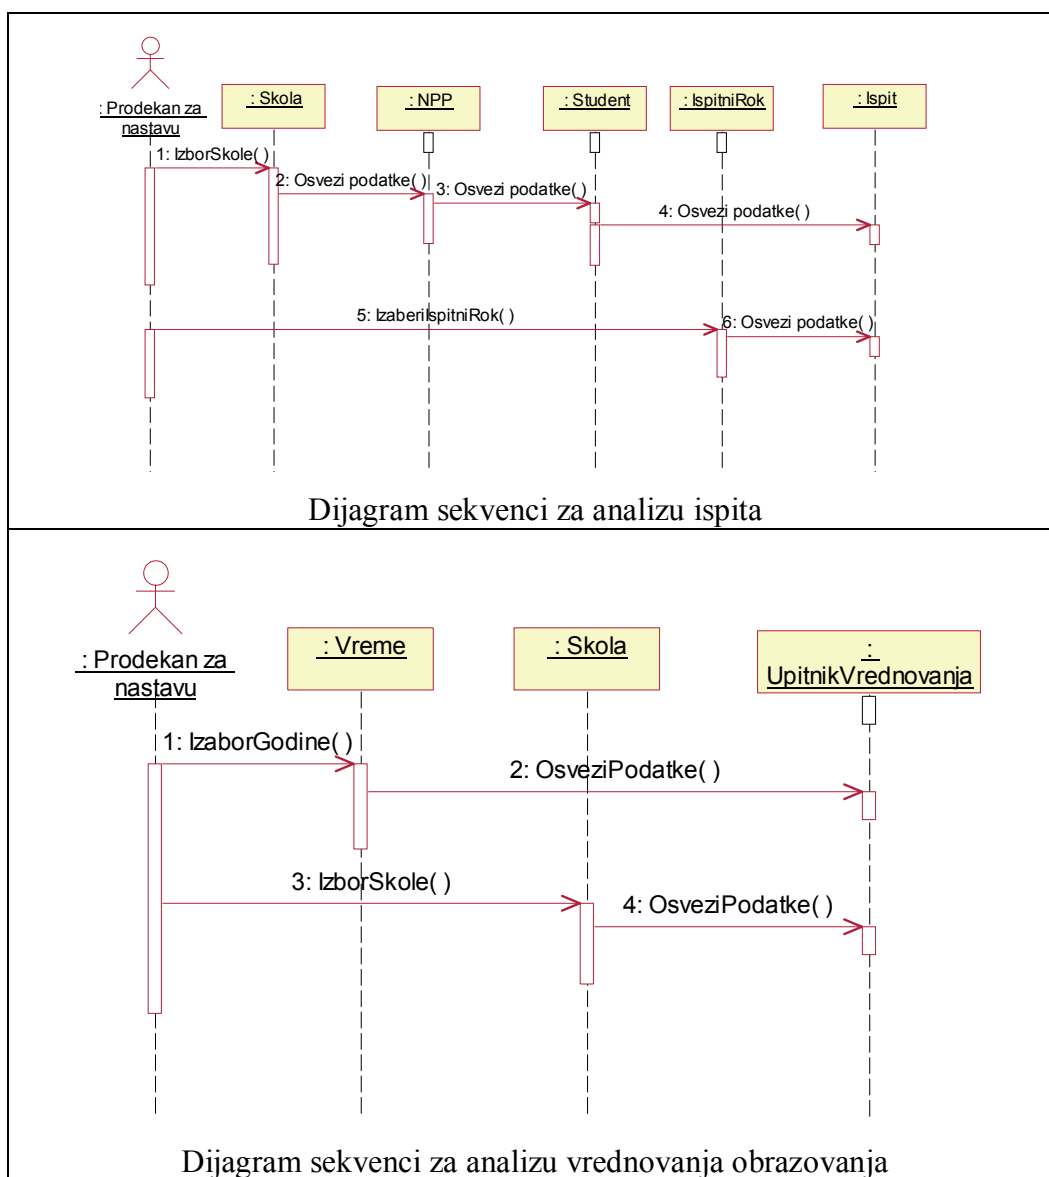 : Prodekan za
nastavu
: Skola
: NPP
: Student
: IspitniRok
: Ispit
1: IzborSkole( )
2: Osvezi podatke( )
3: Osvezi podatke( )
4: Osvezi podatke( )
5: IzaberiIspitniRok( )
6: Osvezi podatke( )
Dijagram sekvenci za analizu ispita
: Prodekan za
nastavu
: Vreme
: Skola
:
UpitnikVrednovanja
1: IzaborGodine( )
2: OsveziPodatke( )
3: IzborSkole( )
4: OsveziPodatke( )
Dijagram sekvenci za analizu vrednovanja obrazovanja